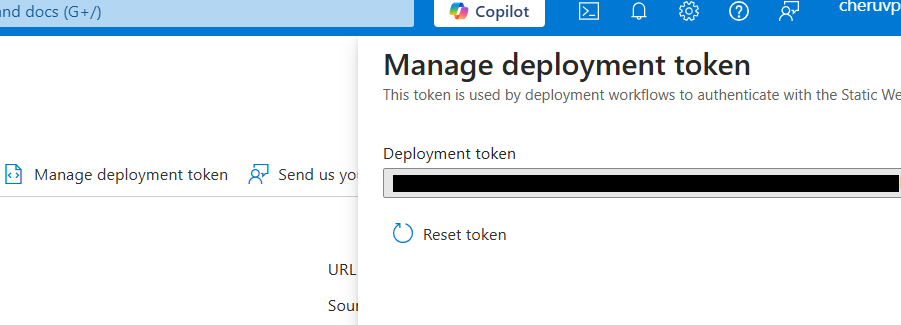 and docs (G+/)
Copilot
cheruvp
Manage deployment token
This token is used by deployment workflows to authenticate with the Static We
Manage deployment token
Send us yo
Deployment token
Reset token
URL
Sour